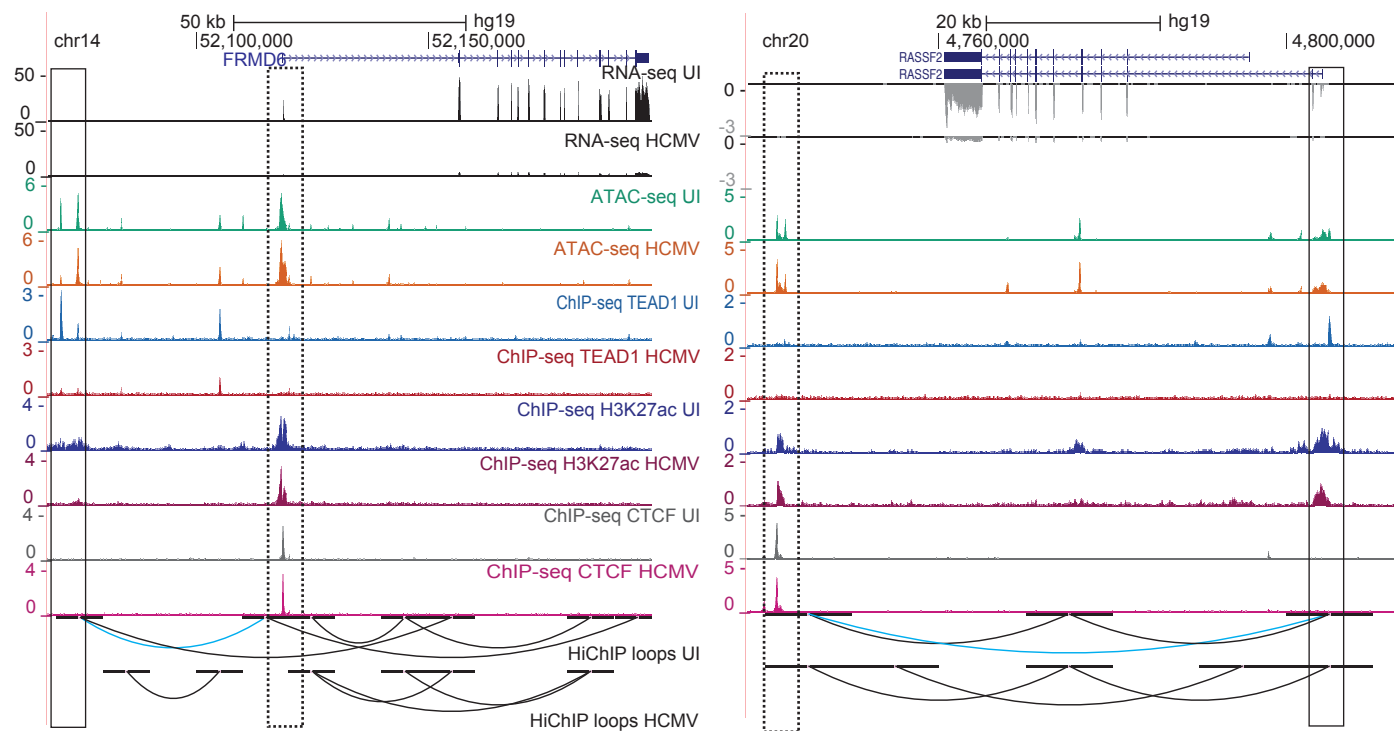 50 kb hg19
chr14 52,100,000 52,150,000
FRMD6
RNA-seq UI
50 -
0
RNA-seq HCMV
50 -
0
ATAC-seq UI
6 -
0
ATAC-seq HCMV
6 -
0
ChIP-seq TEAD1 UI
3 -
0
ChIP-seq TEAD1 HCMV
3 -
0
ChIP-seq H3K27ac UI
4 -
0
ChIP-seq H3K27ac HCMV
4 -
0
ChIP-seq CTCF UI
4 -
0
ChIP-seq CTCF HCMV
4 -
0
HiChIP loops UI
HiChIP loops HCMV
20 kb hg19
chr20 4,760,000 4,800,000
RASSF2
RASSF2
0
-3
0
-3
5
0
5
0
2
0
2
0
2
0
2
0
5
0
5
0